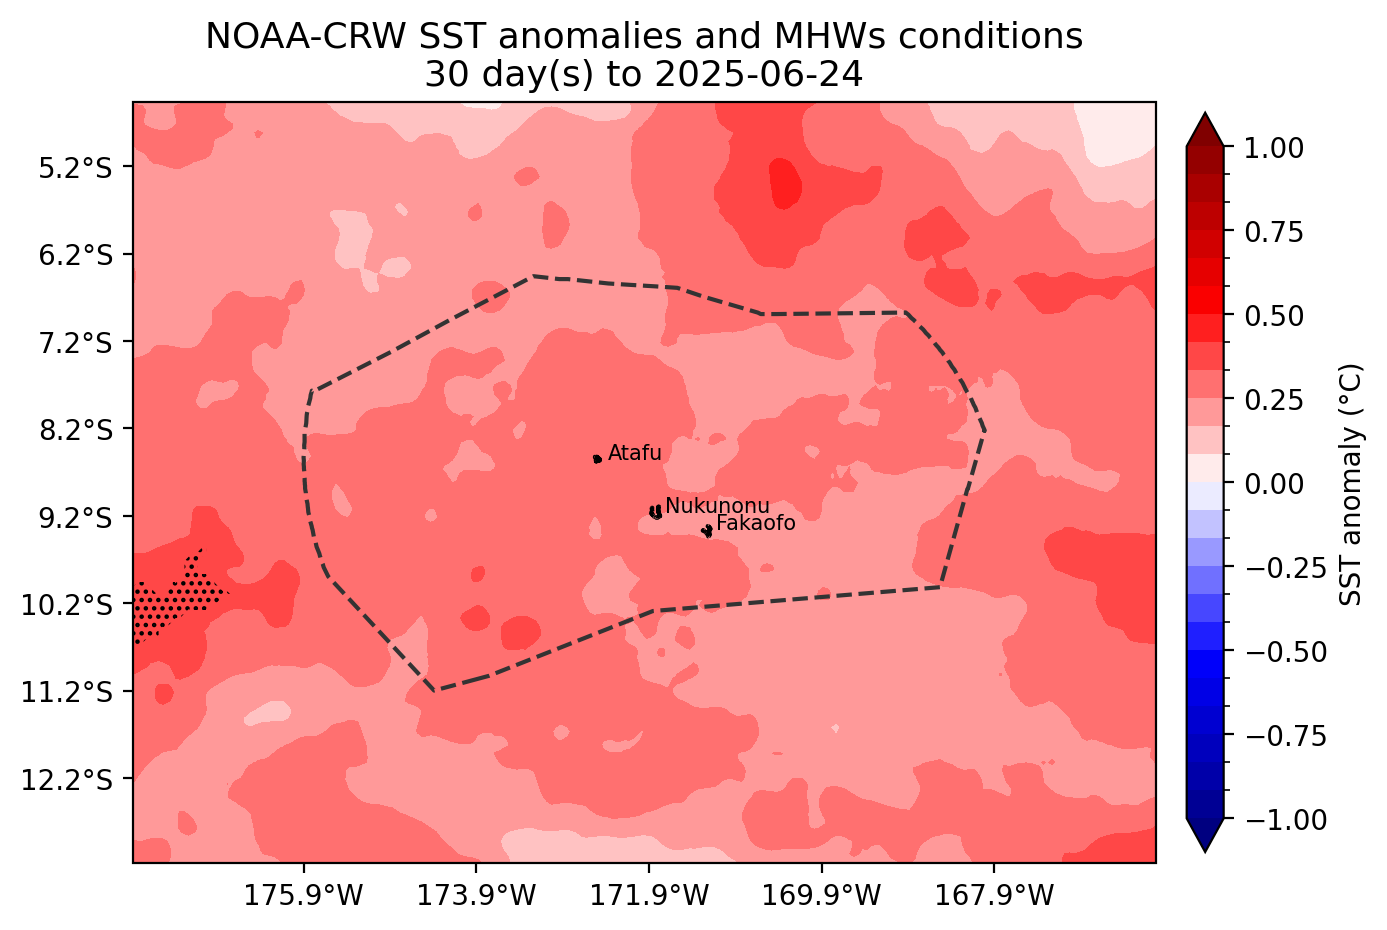 NOAA-CRW SST anomalies and MHWs conditions
30 day(s) to 2025-06-24
5.2°S
6.2°S
7.2°S
8.2°S
9.2°S
10.2°S
11.2°S
12.2°S
Atafu
Nukunonu
Fakaofo
175.9°W
173.9°W
171.9°W
169.9°W
167.9°W
1.00
0.75
0.50
0.25
0.00
−0.25
−0.50
−0.75
−1.00
SST anomaly (°C)